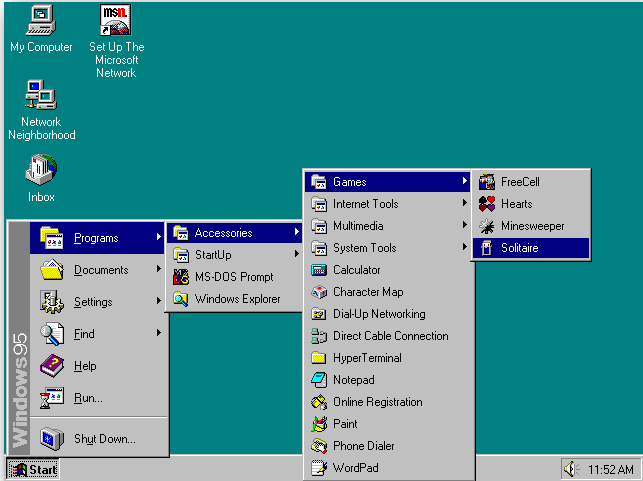 My Computer
msn.
Set Up The
Microsoft
Network
Network
Neighborhood
Inbox
Windows95
Programs
Documents
Settings
Find
Help
Run...
Shut Down...
Accessories
StartUp
MS-DOS Prompt
Windows Explorer
Games
Internet Tools
Multimedia
System Tools
Calculator
Character Map
Dial-Up Networking
Direct Cable Connection
HyperTerminal
Notepad
Online Registration
Paint
Phone Dialer
WordPad
FreeCell
Hearts
Minesweeper
Solitaire
Start
11:52 AM